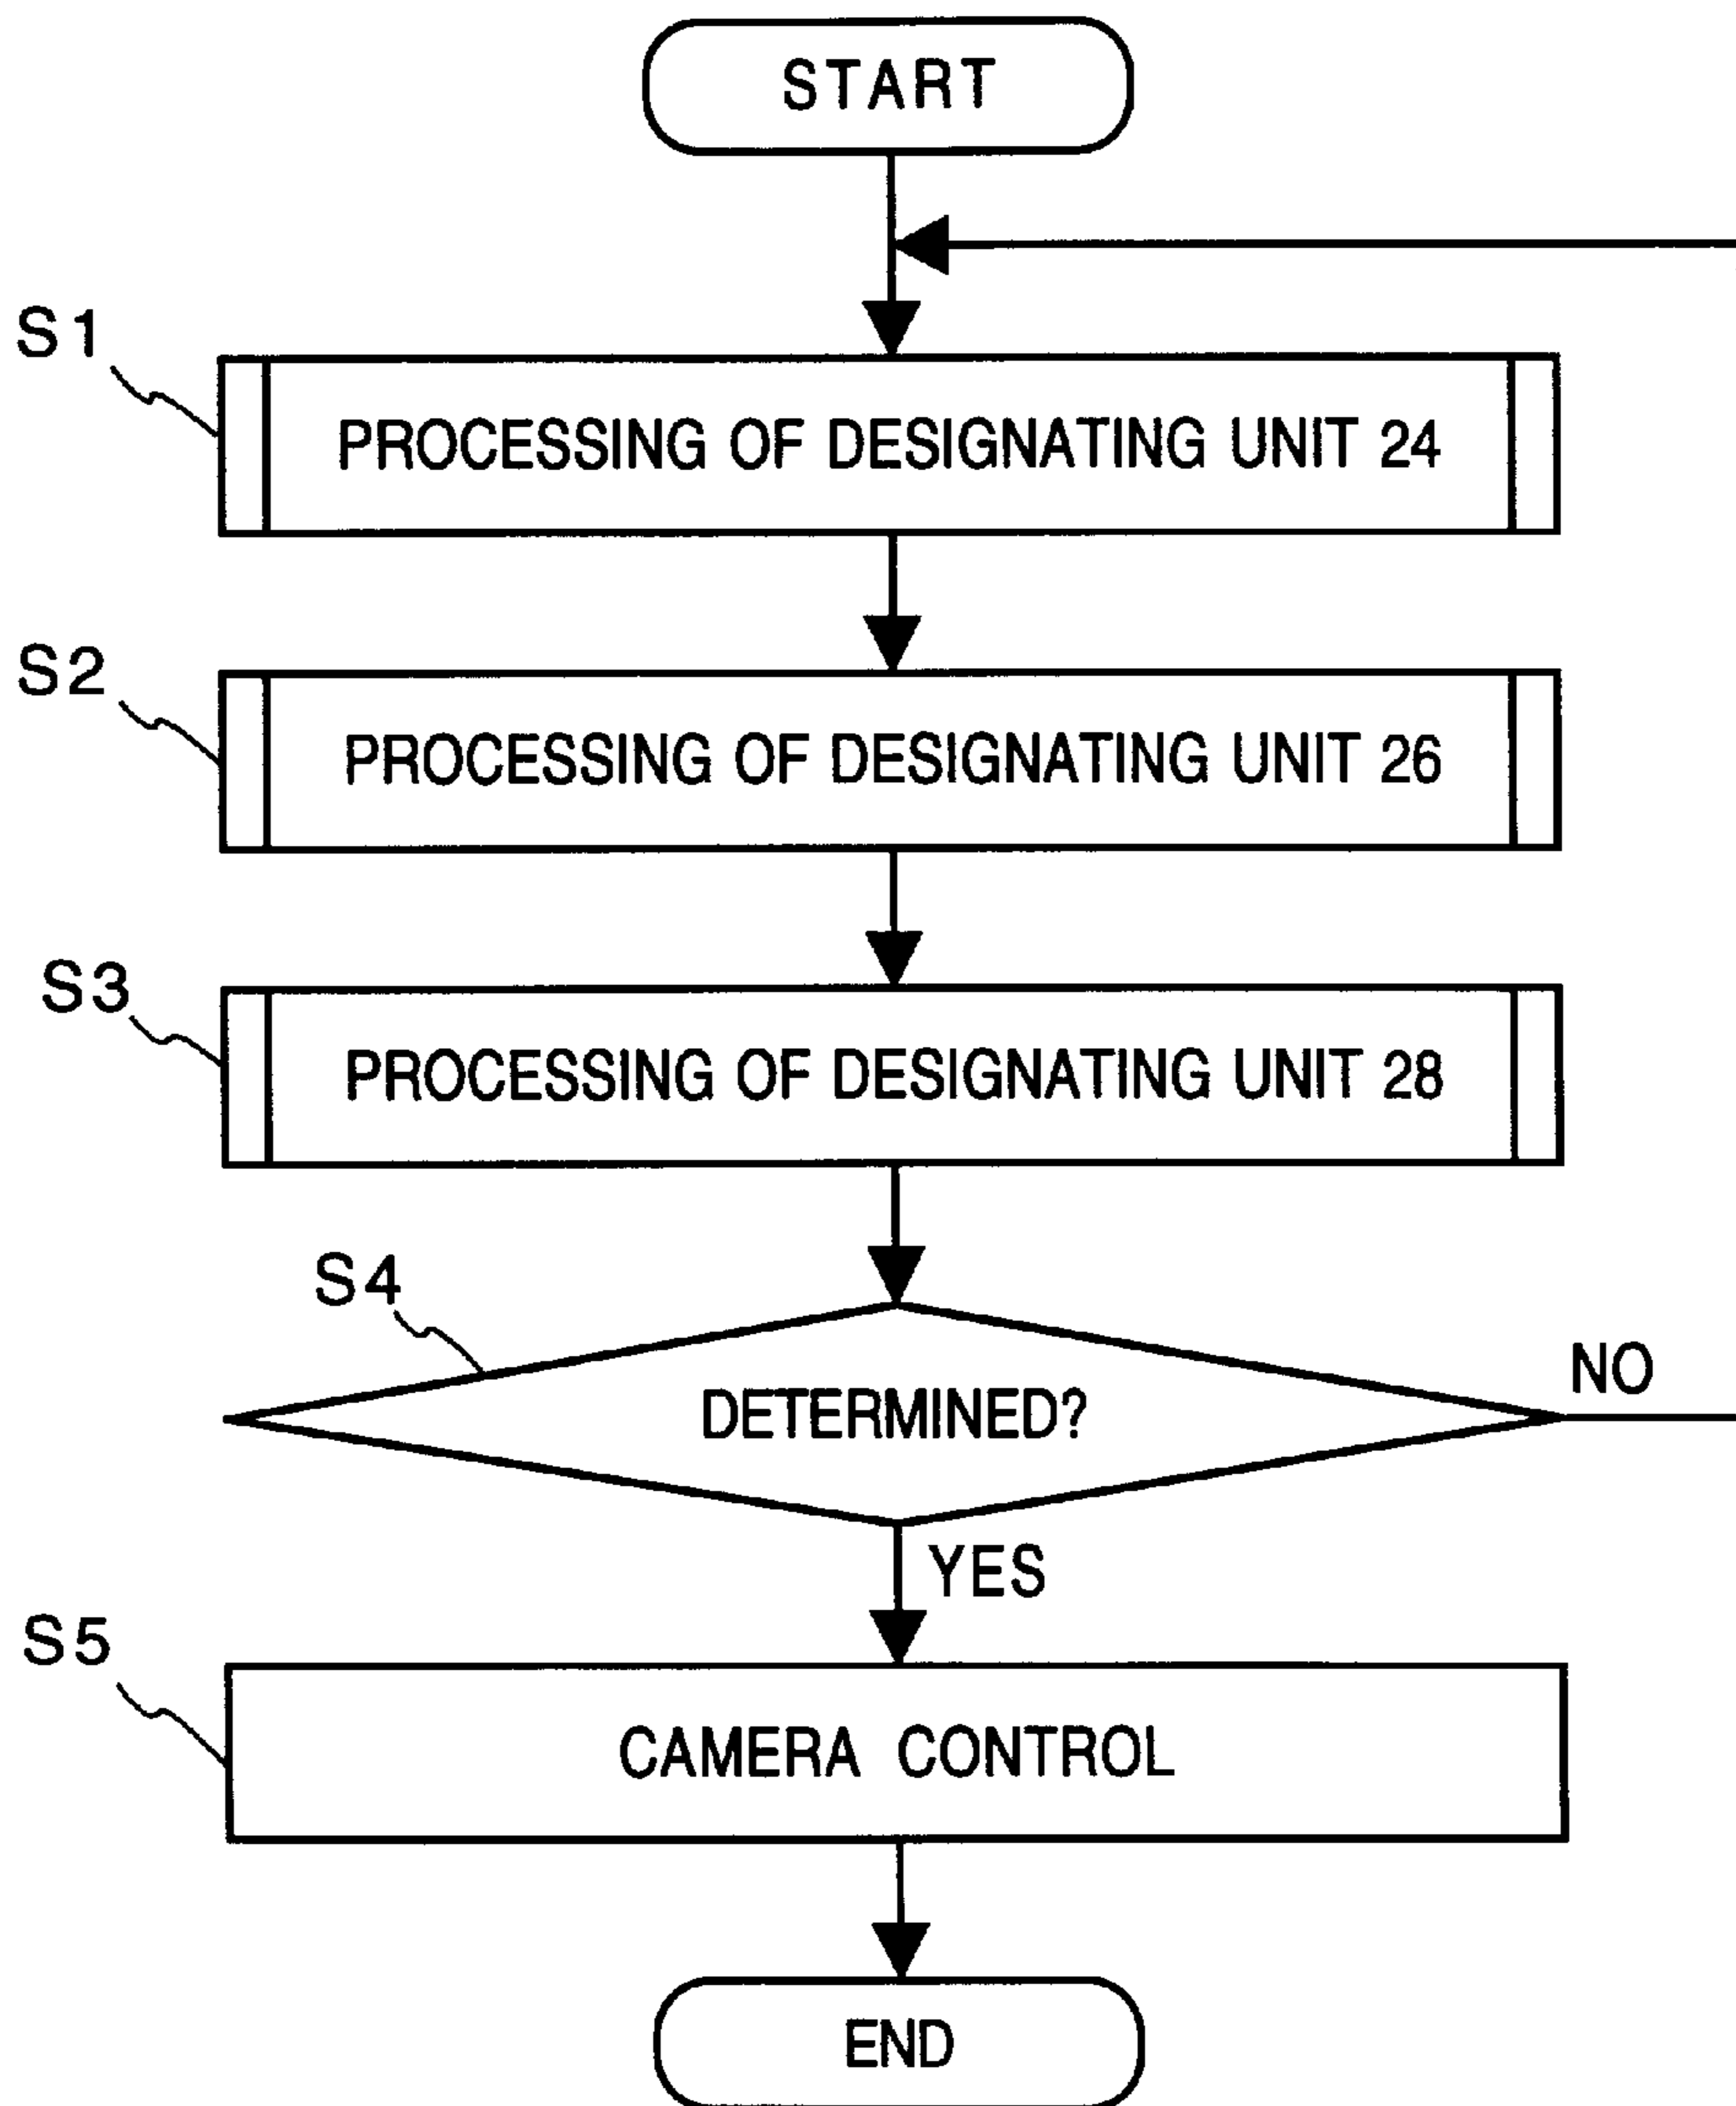 START
S1
PROCESSING OF DESIGNATING UNIT 24
S2
PROCESSING OF DESIGNATING UNIT 26
S3
PROCESSING OF DESIGNATING UNIT 28
S4
DETERMINED?
NO
YES
S5
CAMERA CONTROL
END